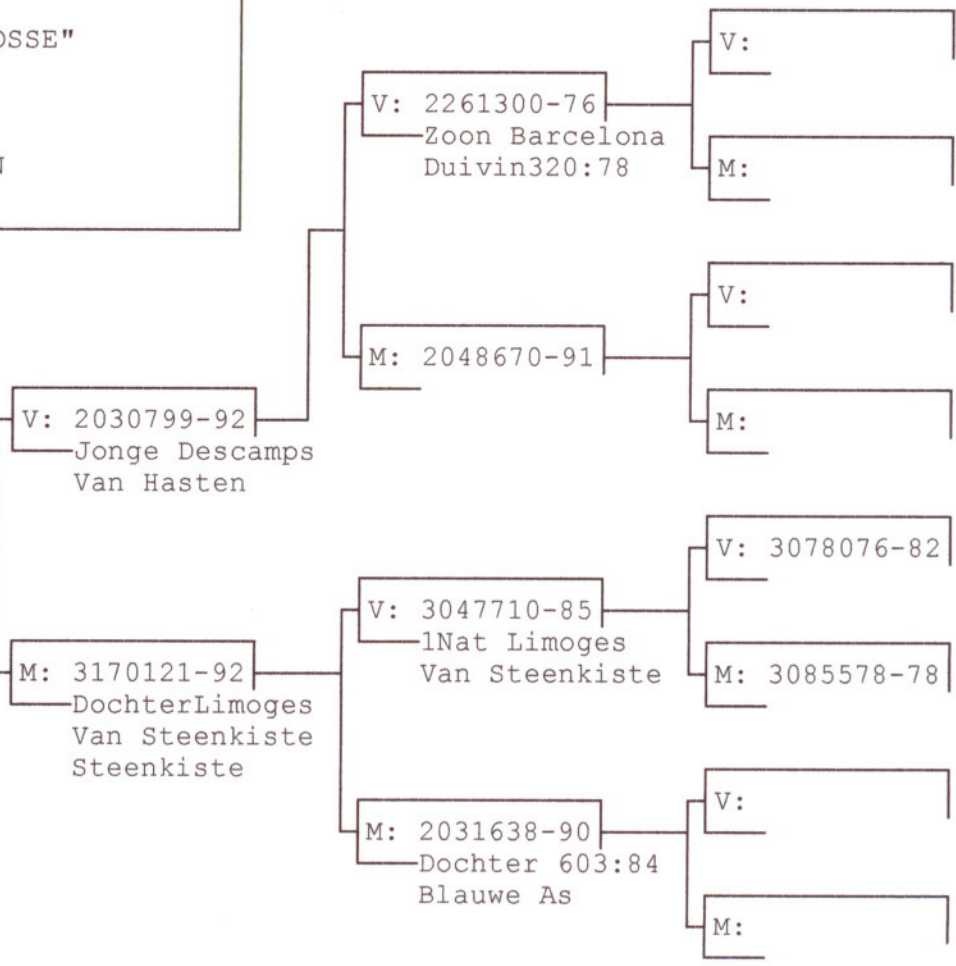 OSSE"
V:
V: 2261300-76
Zoon Barcelona
Duivin320:78
M:
V:
M: 2048670-91
M:
V: 2030799-92
Jonge Descamps
Van Hasten
V: 3078076-82
V: 3047710-85
1Nat Limoges
Van Steenkiste
M: 3085578-78
M: 3170121-92
DochterLimoges
Van Steenkiste
Steenkiste
V:
M: 2031638-90
Dochter 603:84
Blauwe As
M: